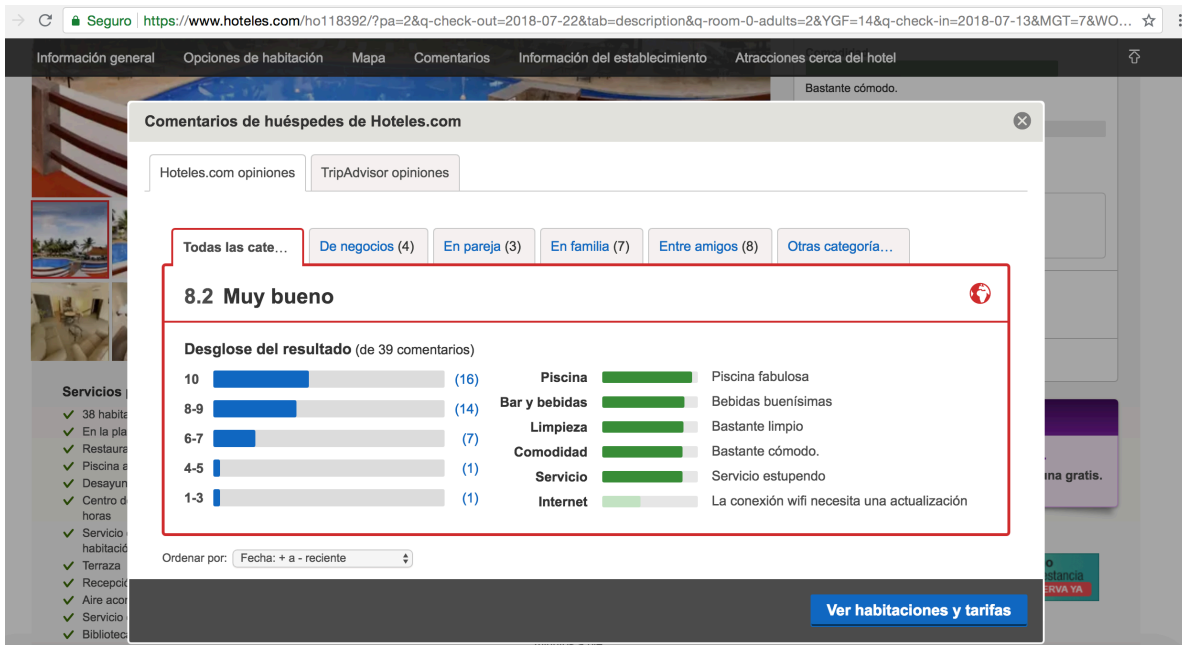 Seguro
https://www.hoteles.com/ho118392/?pa=2&q-check-out=2018-07-22&tab=description&q-room-0-adults=2&YGF=14&q-check-in=2018-07-13&MGT=7&WO...
Información general Opciones de habitación Mapa Comentarios Información del establecimiento Atracciones cerca del hotel
Bastante cómodo.
Comentarios de huéspedes de Hoteles.com
Hoteles.com opiniones TripAdvisor opiniones
Todas las cate... De negocios (4) En pareja (3) En familia (7) Entre amigos (8) Otras categoría...
8.2 Muy bueno
Desglose del resultado (de 39 comentarios)
10 (16)
8-9 (14)
6-7 (7)
4-5 (1)
1-3 (1)
Piscina Piscina fabulosa
Bar y bebidas Bebidas buenísimas
Limpieza Bastante limpio
Comodidad Bastante cómodo.
Servicio Servicio estupendo
Internet La conexión wifi necesita una actualización
Ordenar por: Fecha: + a - reciente
Ver habitaciones y tarifas
Servicios
38 habita
En la pla
Restaura
Piscina a
Desayun
Centro d
horas
Servicio
habitació
Terraza
Recepció
Aire acor
Servicio
Bibliotec
una gratis.
estancia
ERVA YA